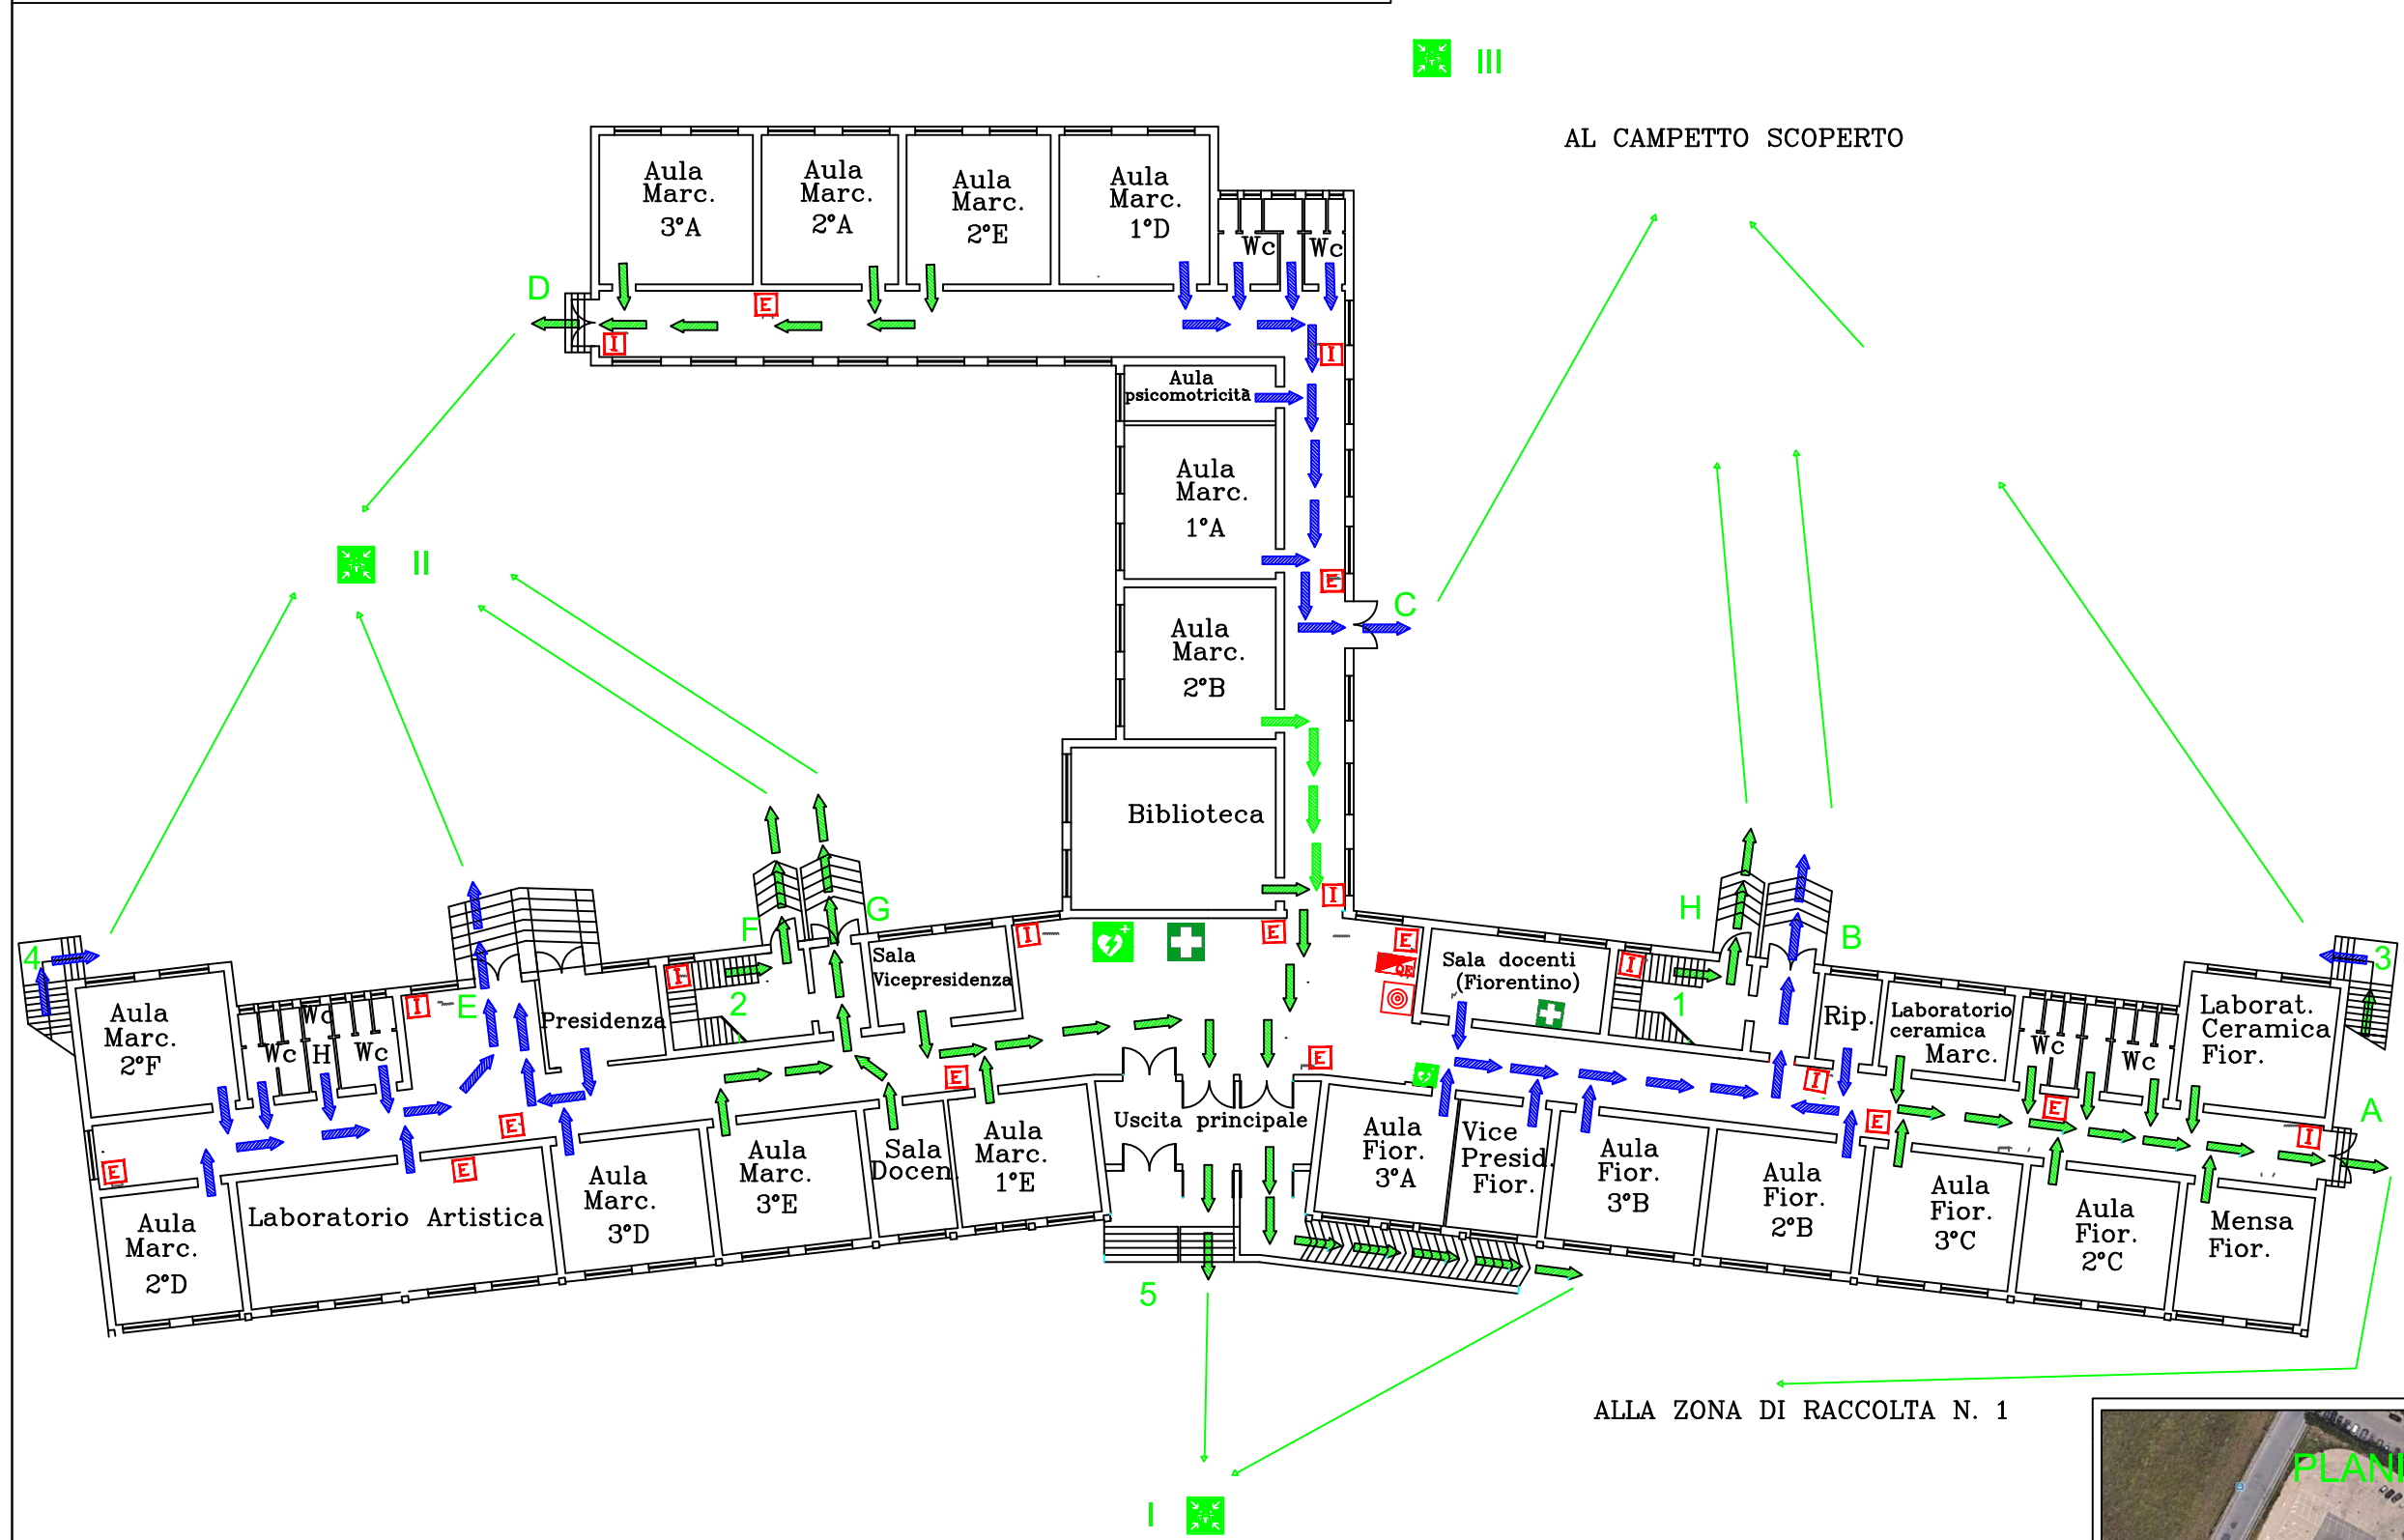 III
AL CAMPETTO SCOPERTO
Aula
Marc.
3°A
Aula
Marc.
2°A
Aula
Marc.
2°E
Aula
Marc.
1°D
Wc
Wc
D
E
I
I
Aula
psicomotricità
Aula
Marc.
1°A
II
E
C
Aula
Marc.
2°B
Biblioteca
I
E
E
QE
I
G
F
H
B
4
3
Sala
Vicepresidenza
Sala docenti
(Fiorentino)
I
I
2
1
I
E
Presidenza
Aula
Marc.
2°F
Wc
Wc
H
Wc
Rip.
Laboratorio
ceramica
Marc.
Wc
Wc
Laborat.
Ceramica
Fior.
E
E
I
E
E
A
I
E
E
E
Uscita principale
Aula
Marc.
2°D
Laboratorio Artistica
Aula
Marc.
3°D
Aula
Marc.
3°E
Sala
Docen.
Aula
Marc.
1°E
Aula
Fior.
3°A
Vice
Presid.
Fior.
Aula
Fior.
3°B
Aula
Fior.
2°B
Aula
Fior.
3°C
Aula
Fior.
2°C
Mensa
Fior.
5
ALLA ZONA DI RACCOLTA N. 1
PLANI
I